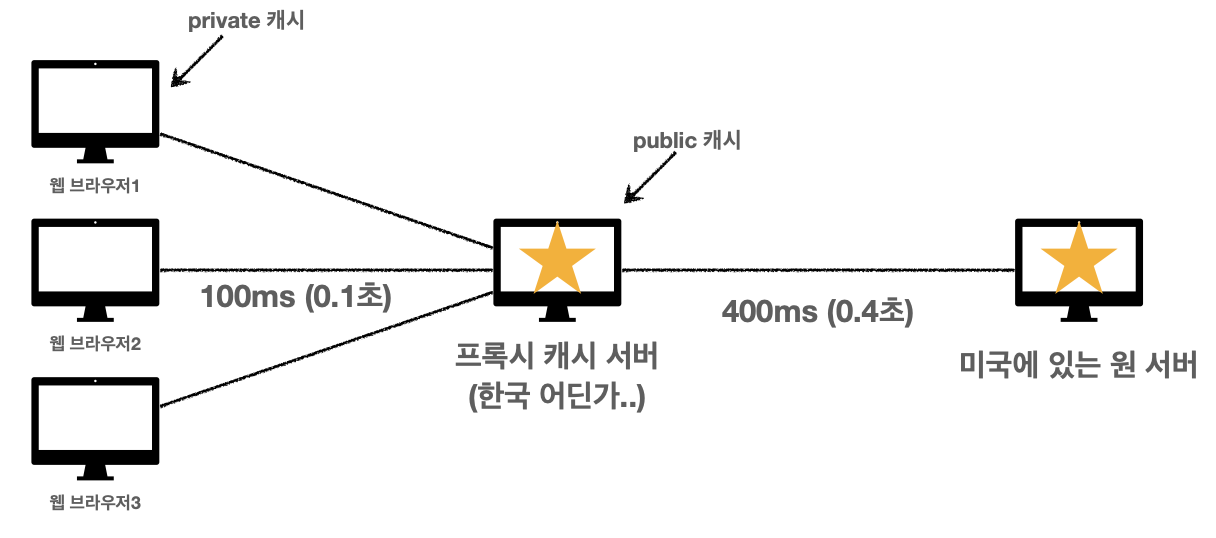 private 캐시
public 캐시
웹 브라우저1
웹 브라우저2
100ms (0.1초)
400ms (0.4초)
프록시 캐시 서버
(한국 어딘가..)
미국에 있는 원 서버
웹 브라우저3